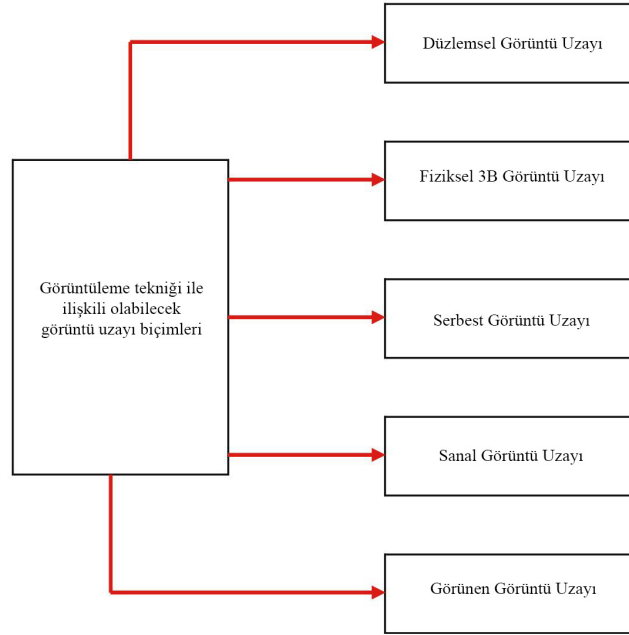 Düzlemsel Görüntü Uzayı
Fiziksel 3B Görüntü Uzayı
Görüntüleme tekniği ile
ilişkili olabilecek
görüntü uzayı biçimleri
Serbest Görüntü Uzayı
Sanal Görüntü Uzayı
Görünen Görüntü Uzayı